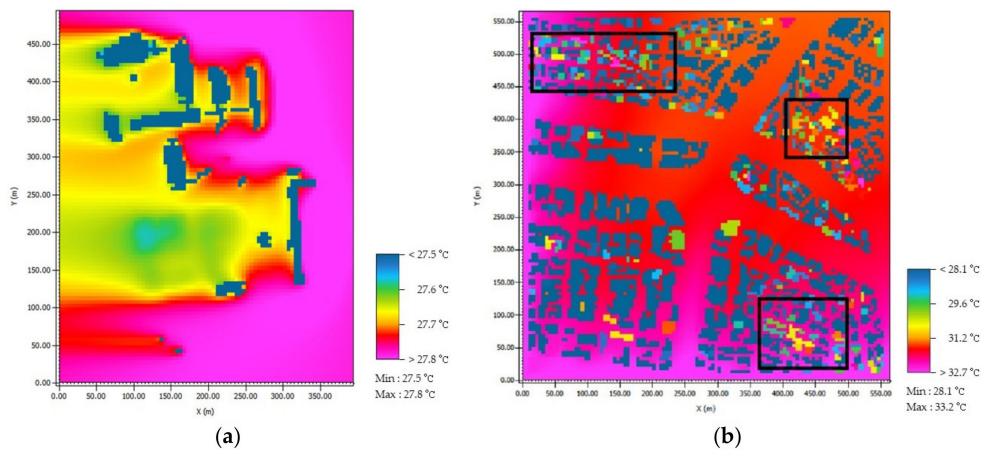 450.00
400.00
350.00
300.00
250.00
200.00
150.00
100.00
50.00
0.00
Y (m)
0.00 50.00 100.00 150.00 200.00 250.00 300.00 350.00
X (m)
< 27.5 °C
27.6 °C
27.7 °C
> 27.8 °C
Min : 27.5 °C
Max : 27.8 °C
(a)
550.00
500.00
450.00
400.00
350.00
300.00
250.00
200.00
150.00
100.00
50.00
0.00
Y (m)
0.00 50.00 100.00 150.00 200.00 250.00 300.00 350.00 400.00 450.00 500.00 550.00
X (m)
< 28.1 °C
29.6 °C
31.2 °C
> 32.7 °C
Min : 28.1 °C
Max : 33.2 °C
(b)